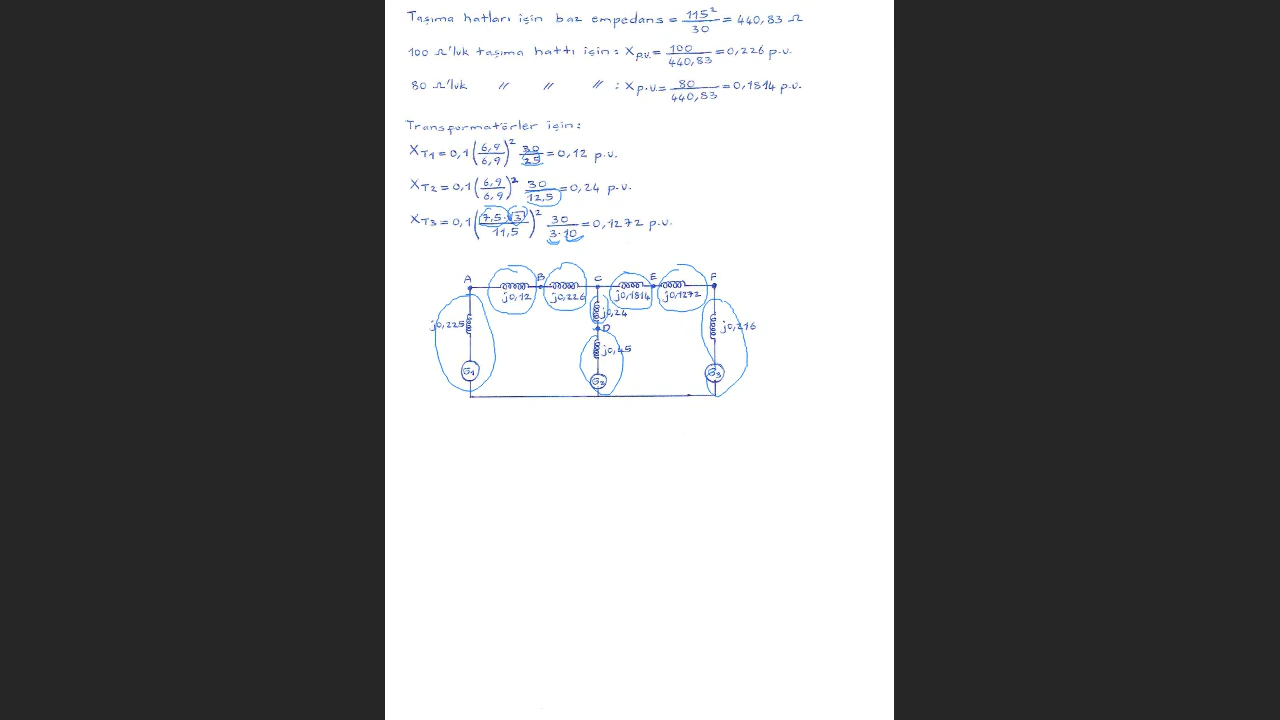 Taşıma hatları için baz empedans = 115²/30 = 440,83 Ω
100 Ω'luk taşıma hattı için: Xp.u. = 100/440,83 = 0,226 p.u.
80 Ω'luk " " " : Xp.u. = 80/440,83 = 0,1814 p.u.
Transformatörler için:
XT1 = 0,1 (6,9/6,9)² 30/25 = 0,12 p.u.
XT2 = 0,1 (6,9/6,9)² 30/12,5 = 0,24 p.u.
XT3 = 0,1 (7,5·√3/11,5)² 30/3·10 = 0,1272 p.u.
A B C E F
j0,12 j0,226 j0,1814 j0,1272
j0,24
j0,225 D j0,216
j0,45
G1 G2 G3